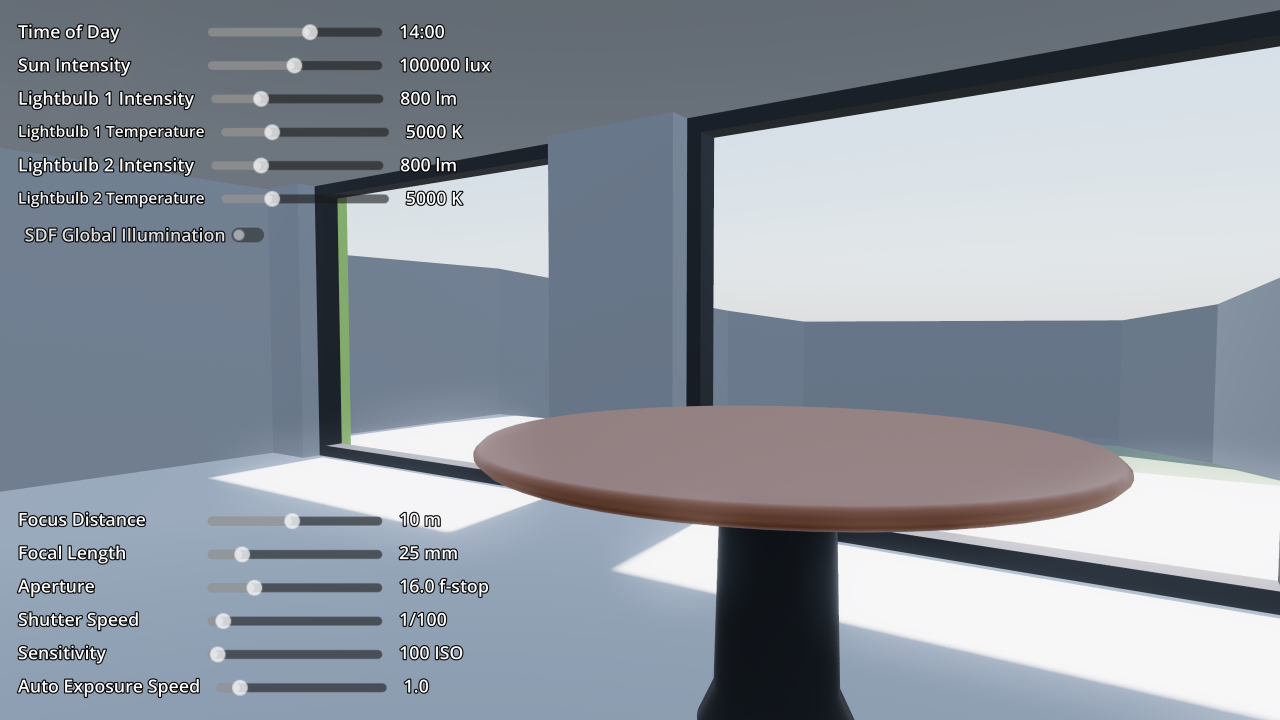 Time of Day 14:00
Sun Intensity 100000 lux
Lightbulb 1 Intensity 800 lm
Lightbulb 1 Temperature 5000 K
Lightbulb 2 Intensity 800 lm
Lightbulb 2 Temperature 5000 K
SDF Global Illumination
Focus Distance 10 m
Focal Length 25 mm
Aperture 16.0 f-stop
Shutter Speed 1/100
Sensitivity 100 ISO
Auto Exposure Speed 1.0